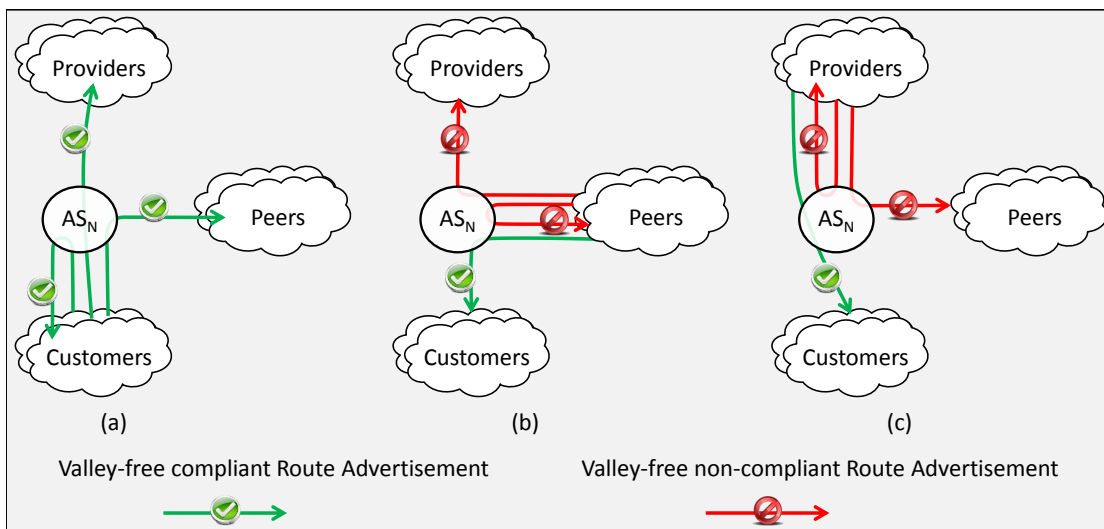 Providers
Providers
Providers
AS_N
Peers
AS_N
Peers
AS_N
Peers
Customers
Customers
Customers
(a)
(b)
(c)
Valley-free compliant Route Advertisement
Valley-free non-compliant Route Advertisement